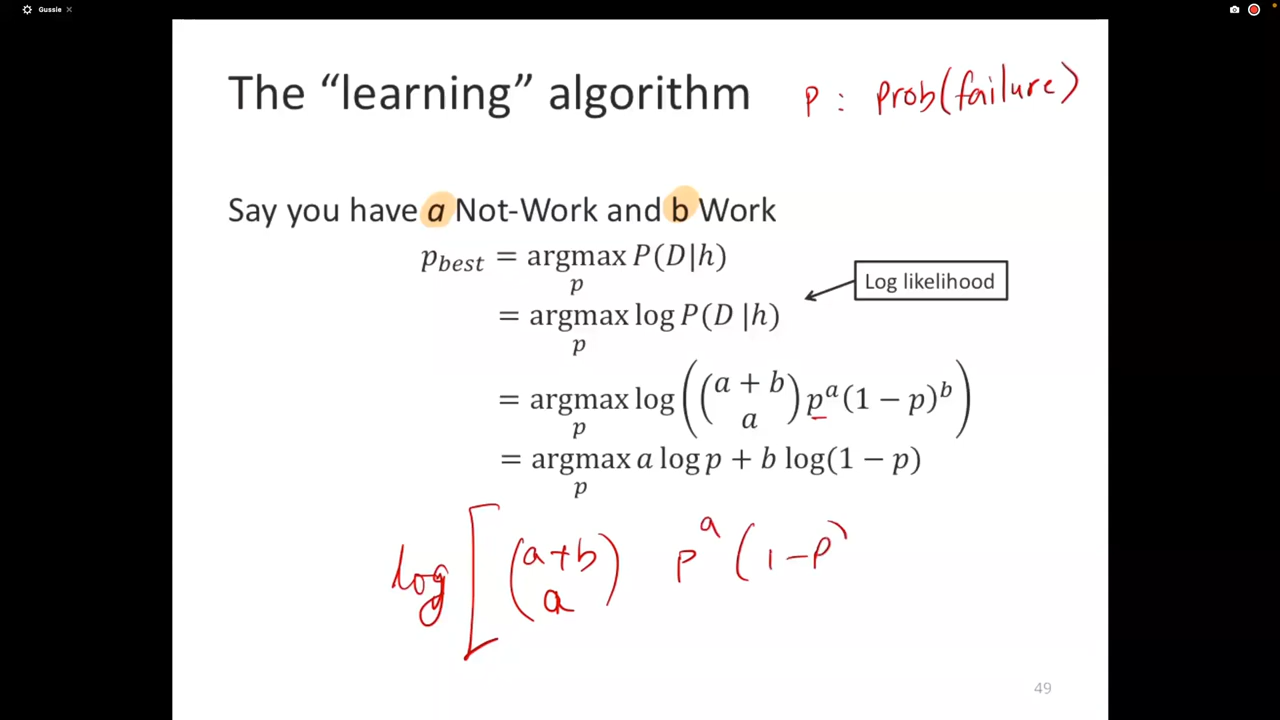 Gussie
The “learning” algorithm p : prob(failure)
Say you have a Not-Work and b Work
p_best = argmax_p P(D|h)
Log likelihood
= argmax_p log P(D |h)
= argmax_p log ( (a + b choose a) p^a (1 − p)^b )
= argmax_p a log p + b log(1 − p)
log [ (a+b choose a) p^a (1-p)
49